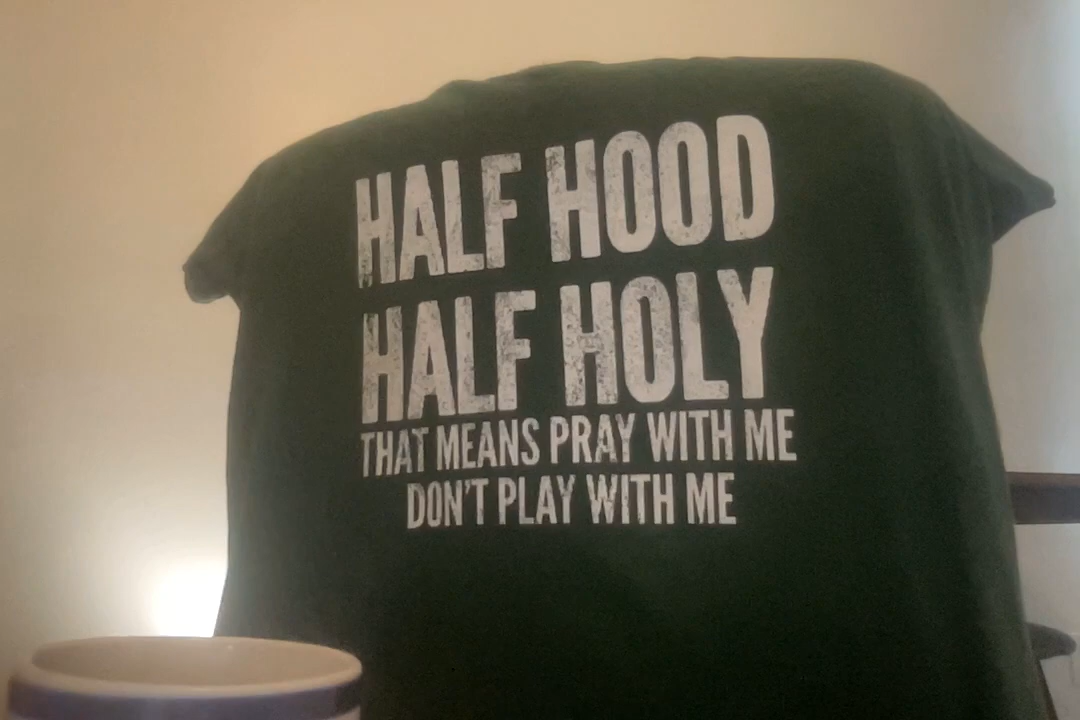 HALF HOOD
HALF HOLY
THAT MEANS PRAY WITH ME
DON'T PLAY WITH ME